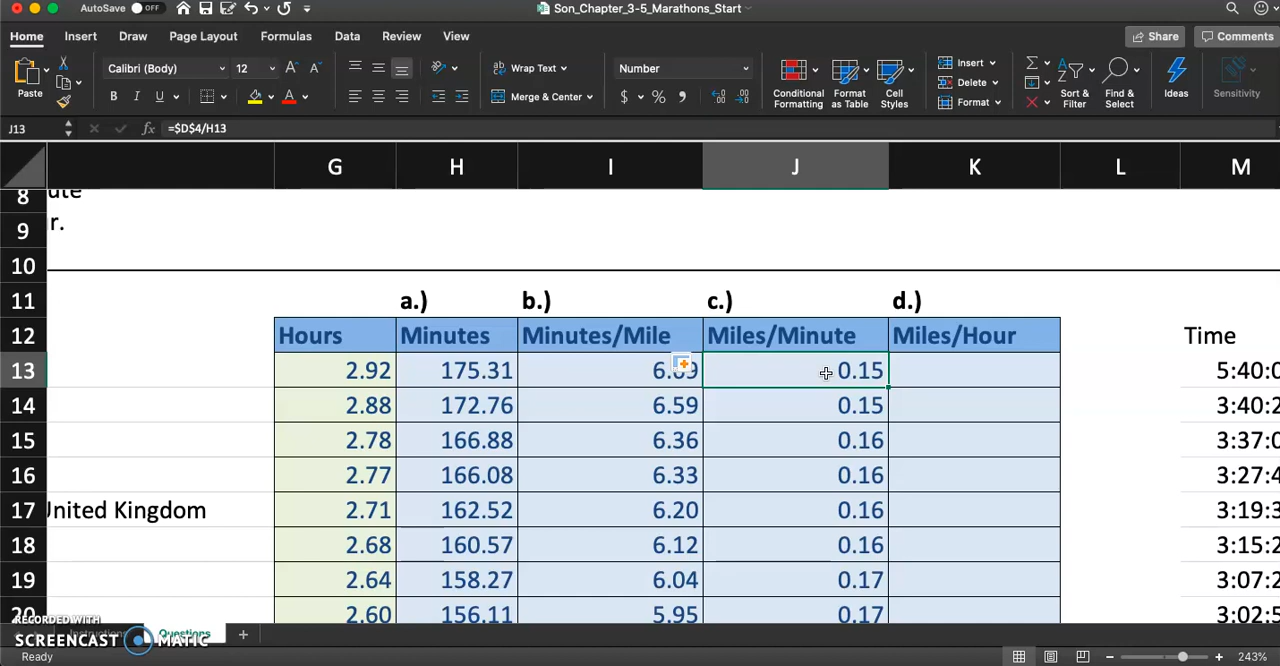 AutoSave OFF Son_Chapter_3-5_Marathons_Start
Home Insert Draw Page Layout Formulas Data Review View Share Comments
Paste Calibri (Body) 12 A A Wrap Text Number Conditional Formatting Format as Table Cell Styles Insert Delete Format Sort & Filter Find & Select Ideas Sensitivity
B I U A Merge & Center $ %
J13 fx =$D$4/H13
G H I J K L M
8
9 r.
10
11 a.) b.) c.) d.)
12 Hours Minutes Minutes/Mile Miles/Minute Miles/Hour Time
13 2.92 175.31 0.15 5:40:0
14 2.88 172.76 6.59 0.15 3:40:2
15 2.78 166.88 6.36 0.16 3:37:0
16 2.77 166.08 6.33 0.16 3:27:4
17 United Kingdom 2.71 162.52 6.20 0.16 3:19:3
18 2.68 160.57 6.12 0.16 3:15:2
19 2.64 158.27 6.04 0.17 3:07:2
20 2.60 156.11 5.95 0.17 3:02:5
RECORDED WITH
SCREENCAST MATIC
Questions
Ready 243%